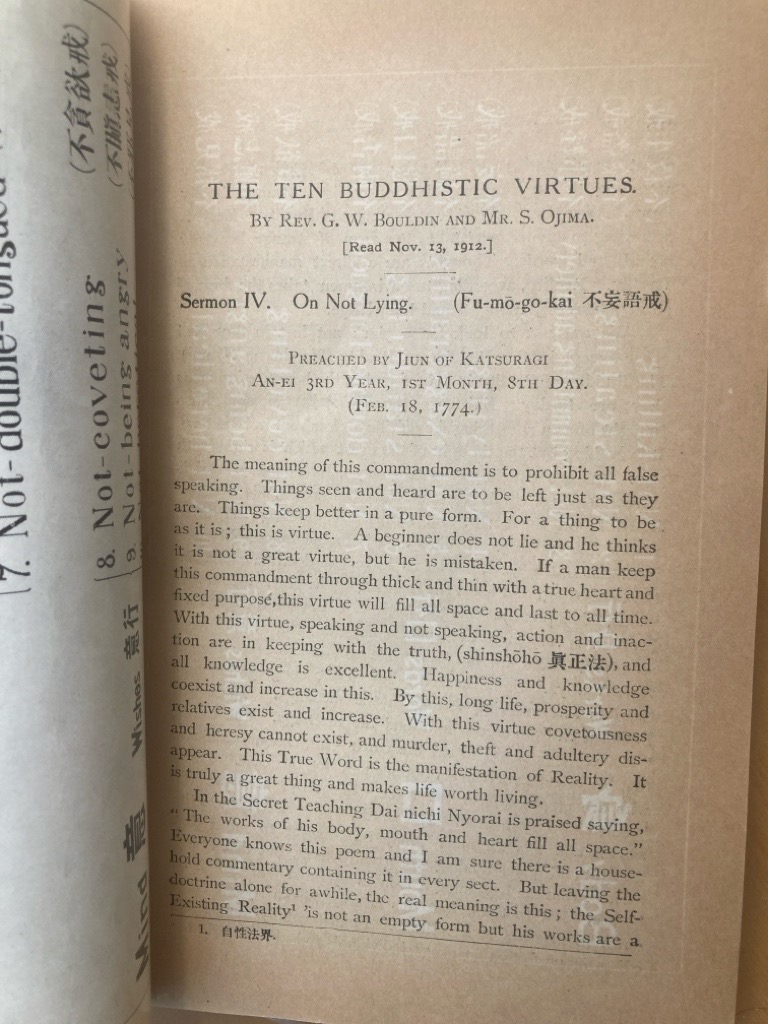 7. Not-double-tongued
8. Not-coveting (不貪欲戒)
9. Not-being angry (不瞋恚戒)
Mind 意 Wishes 意行
THE TEN BUDDHISTIC VIRTUES.
By Rev. G. W. Bouldin and Mr. S. Ojima.
[Read Nov. 13, 1912.]
Sermon IV. On Not Lying. (Fu-mō-go-kai 不妄語戒)
Preached by Jiun of Katsuragi
An-ei 3rd Year, 1st Month, 8th Day.
(Feb. 18, 1774.)
The meaning of this commandment is to prohibit all false
speaking. Things seen and heard are to be left just as they
are. Things keep better in a pure form. For a thing to be
as it is; this is virtue. A beginner does not lie and he thinks
it is not a great virtue, but he is mistaken. If a man keep
this commandment through thick and thin with a true heart and
fixed purpose, this virtue will fill all space and last to all time.
With this virtue, speaking and not speaking, action and inac-
tion are in keeping with the truth, (shinshōhō 眞正法), and
all knowledge is excellent. Happiness and knowledge
coexist and increase in this. By this, long life, prosperity and
relatives exist and increase. With this virtue covetousness
and heresy cannot exist, and murder, theft and adultery dis-
appear. This True Word is the manifestation of Reality. It
is truly a great thing and makes life worth living.
In the Secret Teaching Dai nichi Nyorai is praised saying,
"The works of his body, mouth and heart fill all space."
Everyone knows this poem and I am sure there is a house-
hold commentary containing it in every sect. But leaving the
doctrine alone for awhile, the real meaning is this; the Self-
Existing Reality¹ 'is not an empty form but his works are a
1. 自性法界.